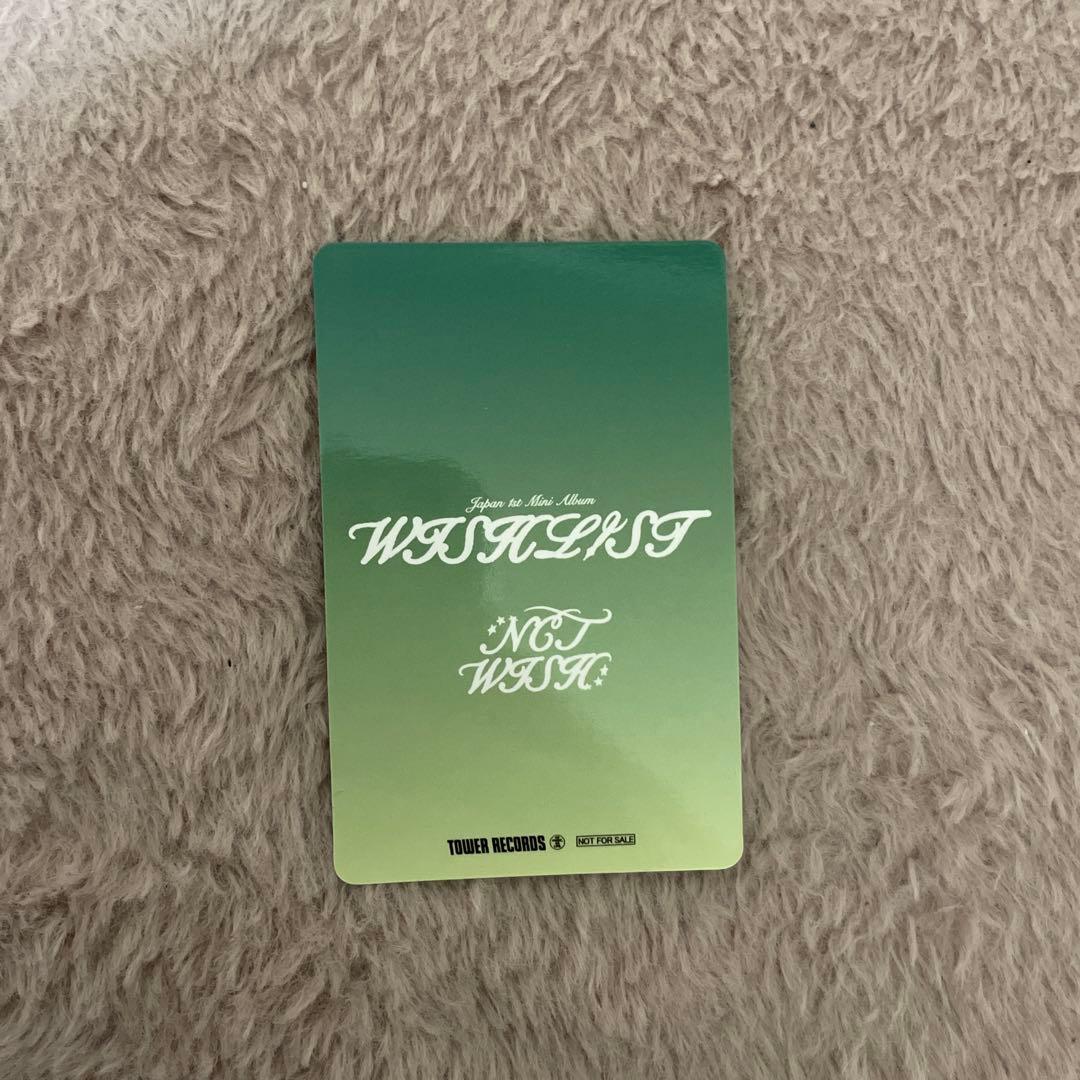 Japan 1st Mini Album
WISHLIST
NCT
WISH
TOWER RECORDS NOT FOR SALE